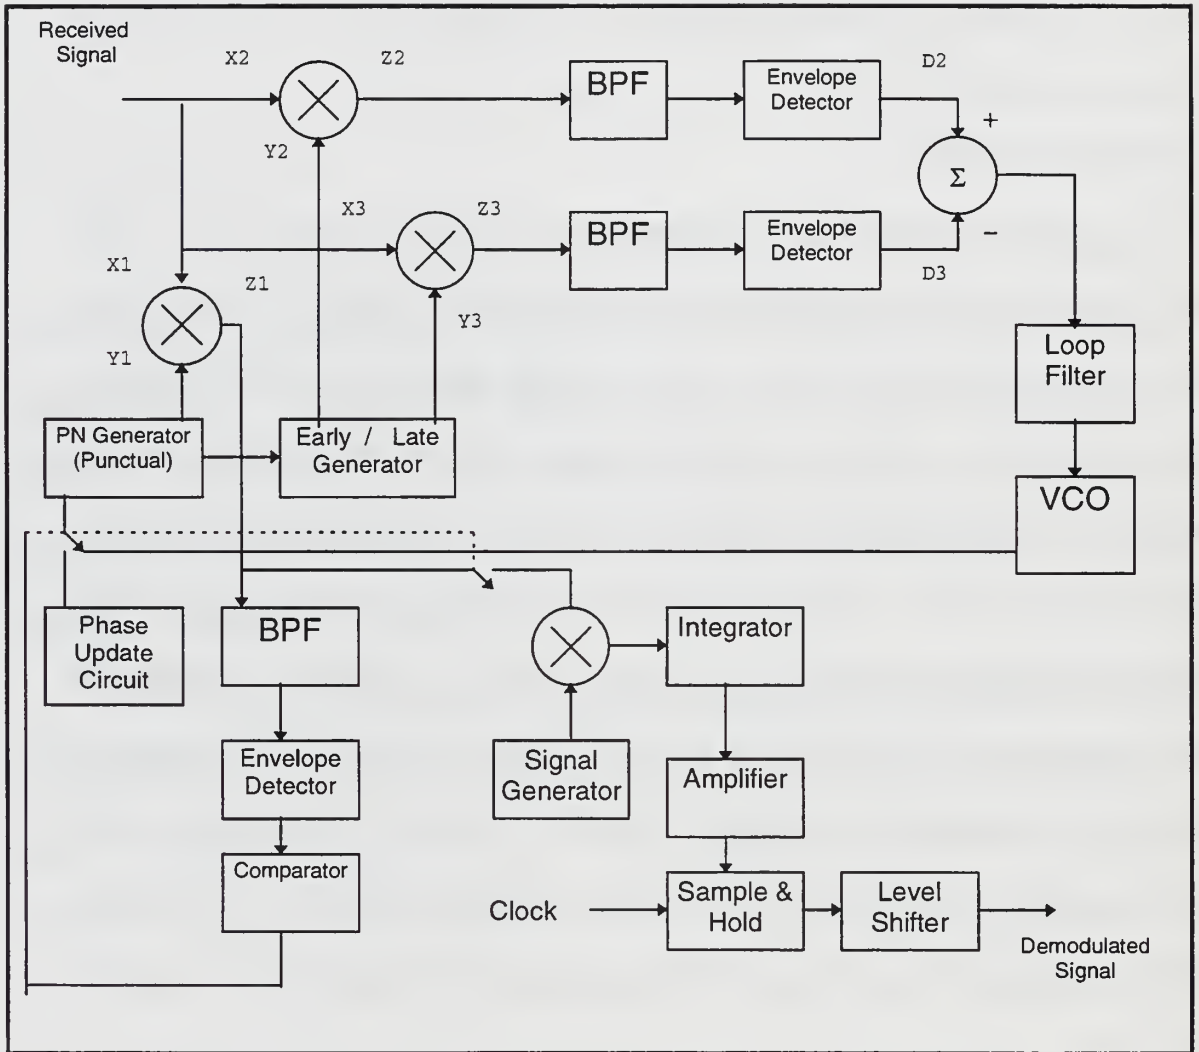 Received
Signal
X2
Z2
BPF
Envelope
Detector
D2
+
Y2
Σ
X3
Z3
BPF
Envelope
Detector
−
D3
X1
Z1
Y3
Y1
Loop
Filter
PN Generator
(Punctual)
Early / Late
Generator
VCO
Phase
Update
Circuit
BPF
Integrator
Envelope
Detector
Signal
Generator
Amplifier
Comparator
Clock
Sample &
Hold
Level
Shifter
Demodulated
Signal